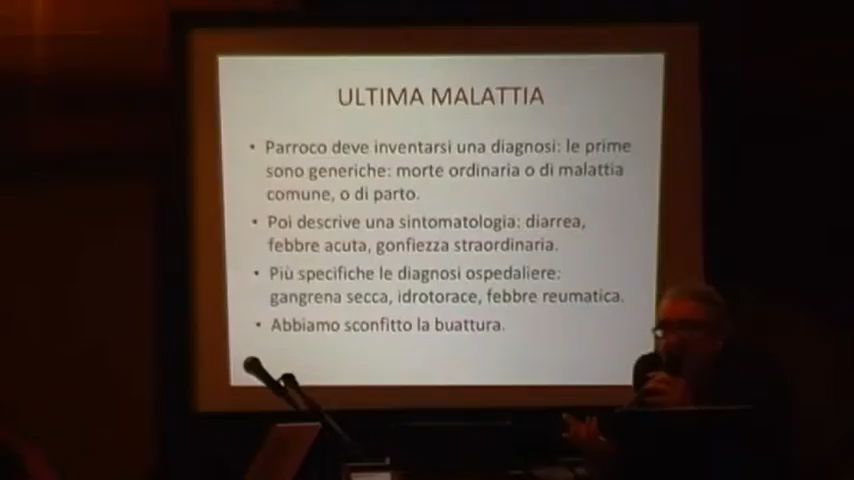 ULTIMA MALATTIA
• Parroco deve inventarsi una diagnosi: le prime
sono generiche: morte ordinaria o di malattia
comune, o di parto.
• Poi descrive una sintomatologia: diarrea,
febbre acuta, gonfiezza straordinaria.
• Più specifiche le diagnosi ospedaliere:
gangrena secca, idrotorace, febbre reumatica.
• Abbiamo sconfitto la buattura.